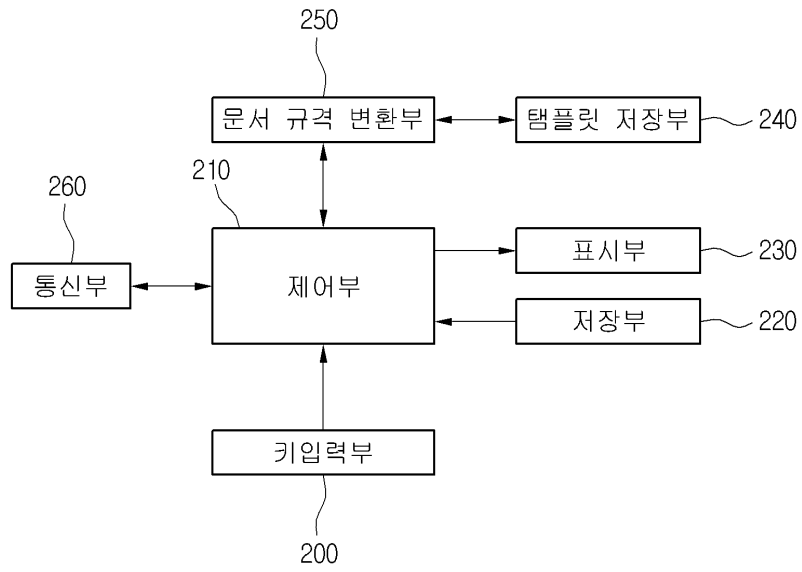 250
문서 규격 변환부
탬플릿 저장부
240
210
260
통신부
제어부
표시부
230
저장부
220
키입력부
200